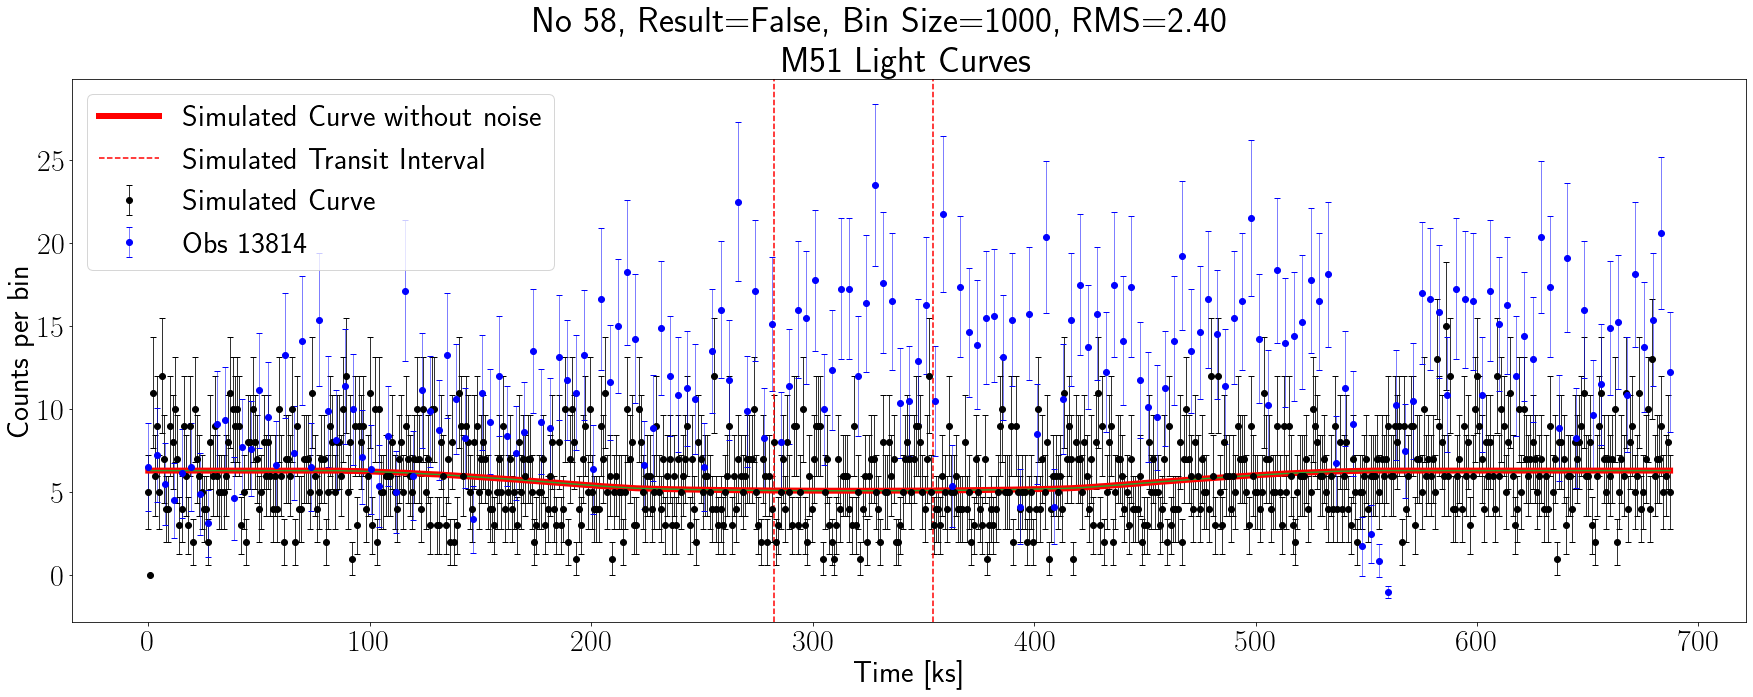 No 58, Result=False, Bin Size=1000, RMS=2.40
M51 Light Curves
Simulated Curve without noise
Simulated Transit Interval
Simulated Curve
Obs 13814
Counts per bin
25
20
15
10
5
0
0 100 200 300 400 500 600 700
Time [ks]